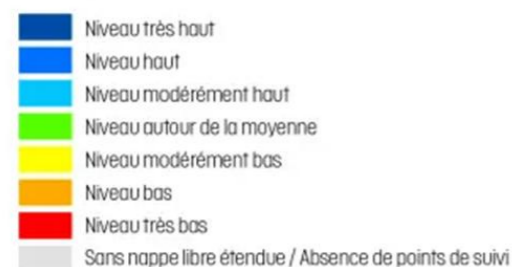 Niveau très haut
Niveau haut
Niveau modérément haut
Niveau autour de la moyenne
Niveau modérément bas
Niveau bas
Niveau très bas
Sans nappe libre étendue / Absence de points de suivi